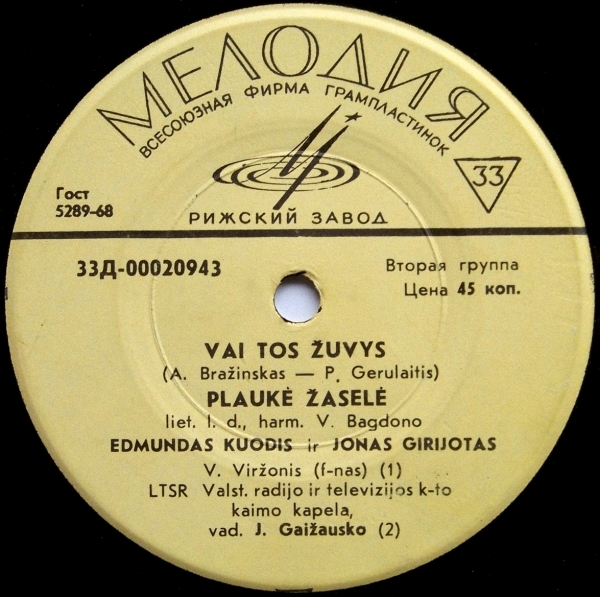 МЕЛОДИЯ
ВСЕСОЮЗНАЯ ФИРМА ГРАМПЛАСТИНОК
33
Гост
5289-68
РИЖСКИЙ ЗАВОД
33Д-00020943
Вторая группа
Цена 45 коп.
VAI TOS ŽUVYS
(A. Bražinskas — P. Gerulaitis)
PLAUKĖ ŽASELĖ
liet. l. d., harm. V. Bagdono
EDMUNDAS KUODIS ir JONAS GIRIJOTAS
V. Viržonis (f-nas) (1)
LTSR Valst. radijo ir televizijos k-to
kaimo kapela,
vad. J. Gaižausko (2)